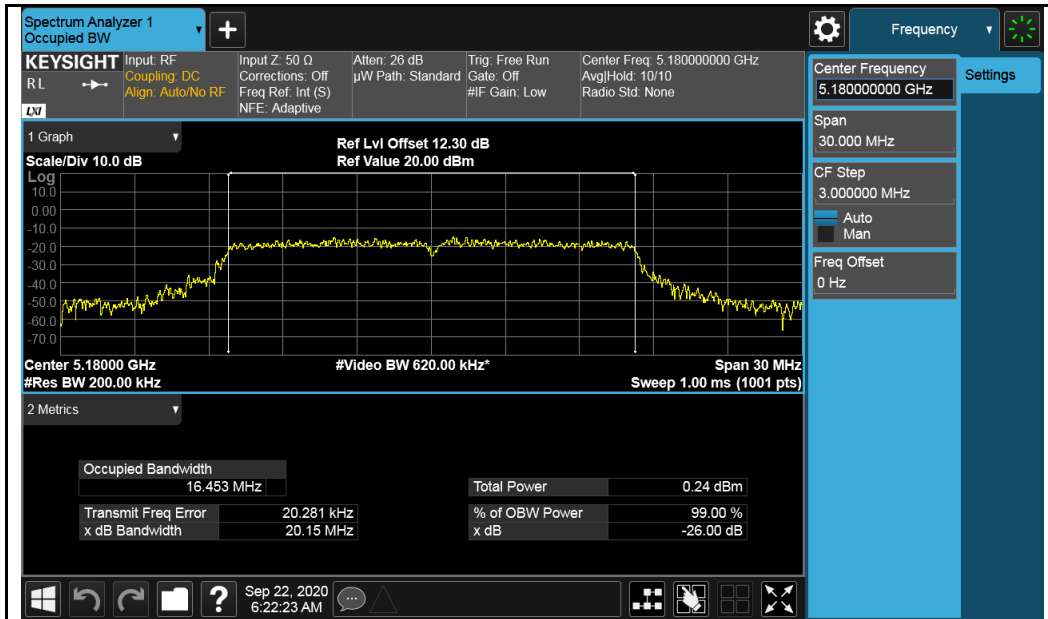 Spectrum Analyzer 1
Occupied BW
+
Frequency
KEYSIGHT
R L
LXI
Input: RF
Coupling: DC
Align: Auto/No RF
Input Z: 50 Ω
Corrections: Off
Freq Ref: Int (S)
NFE: Adaptive
Atten: 26 dB
µW Path: Standard
Trig: Free Run
Gate: Off
#IF Gain: Low
Center Freq: 5.180000000 GHz
Avg|Hold: 10/10
Radio Std: None
Center Frequency
5.180000000 GHz
Settings
Span
30.000 MHz
CF Step
3.000000 MHz
Auto
Man
Freq Offset
0 Hz
1 Graph
Scale/Div 10.0 dB
Ref Lvl Offset 12.30 dB
Ref Value 20.00 dBm
Log
10.0
0.00
-10.0
-20.0
-30.0
-40.0
-50.0
-60.0
-70.0
Center 5.18000 GHz
#Video BW 620.00 kHz*
Span 30 MHz
#Res BW 200.00 kHz
Sweep 1.00 ms (1001 pts)
2 Metrics
Occupied Bandwidth
16.453 MHz
Total Power 0.24 dBm
Transmit Freq Error 20.281 kHz
% of OBW Power 99.00 %
x dB Bandwidth 20.15 MHz
x dB -26.00 dB
?
Sep 22, 2020
6:22:23 AM